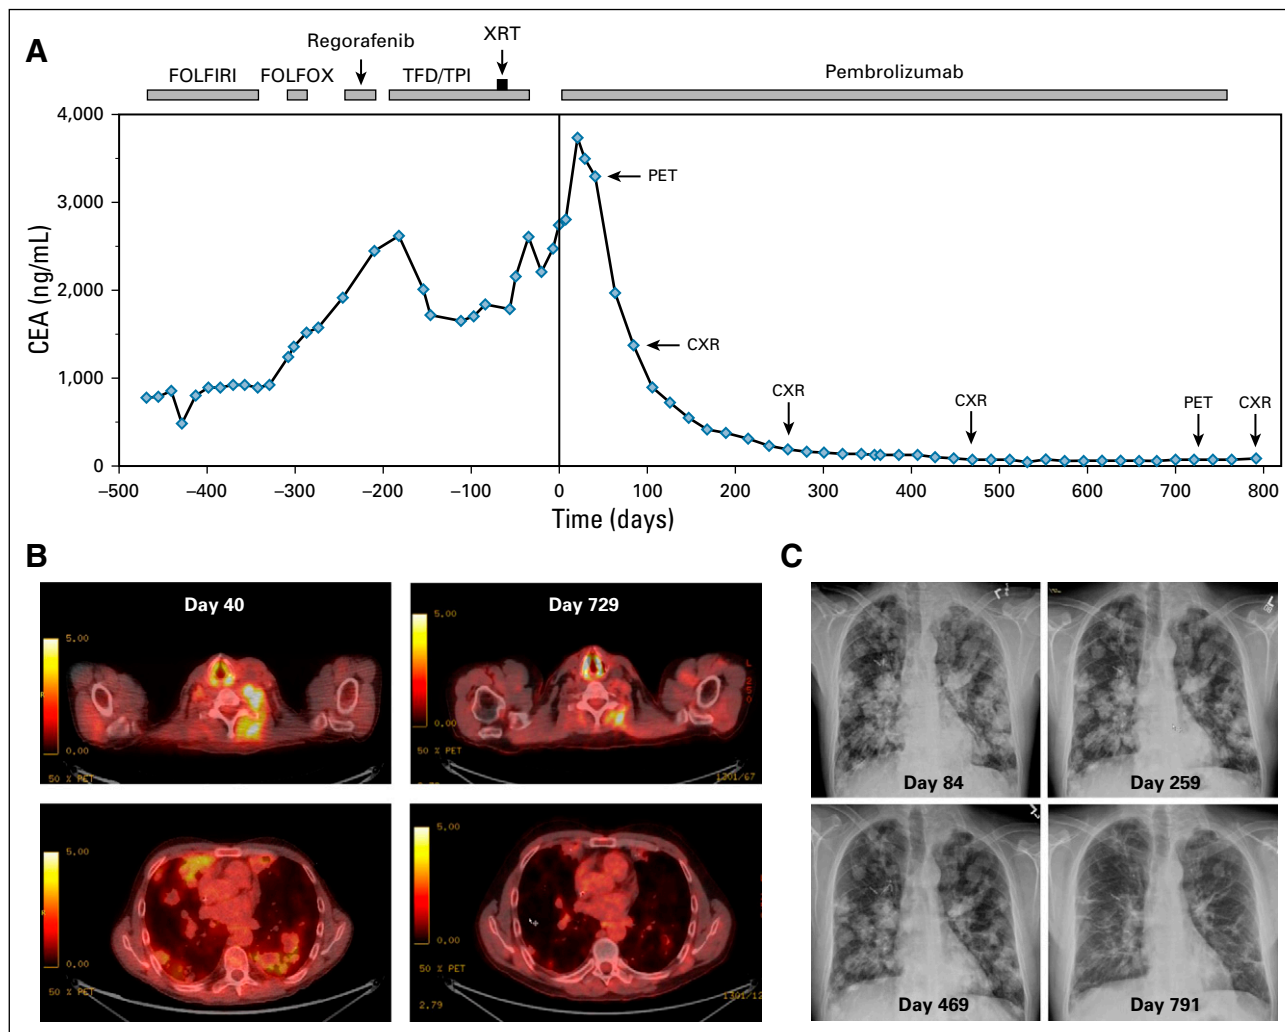 A
XRT
Regorafenib
FOLFIRI FOLFOX TFD/TPI Pembrolizumab
4,000
3,000
2,000
1,000
0
CEA (ng/mL)
PET
CXR
CXR
CXR
PET
CXR
–500 –400 –300 –200 –100 0 100 200 300 400 500 600 700 800
Time (days)
B
Day 40
5.00
0.00
50 % PET
Day 729
5.00
0.00
50 % PET
1301/67
5.00
0.00
50 % PET
5.00
0.00
50 % PET
2.79
C
Day 84
Day 259
Day 469
Day 791